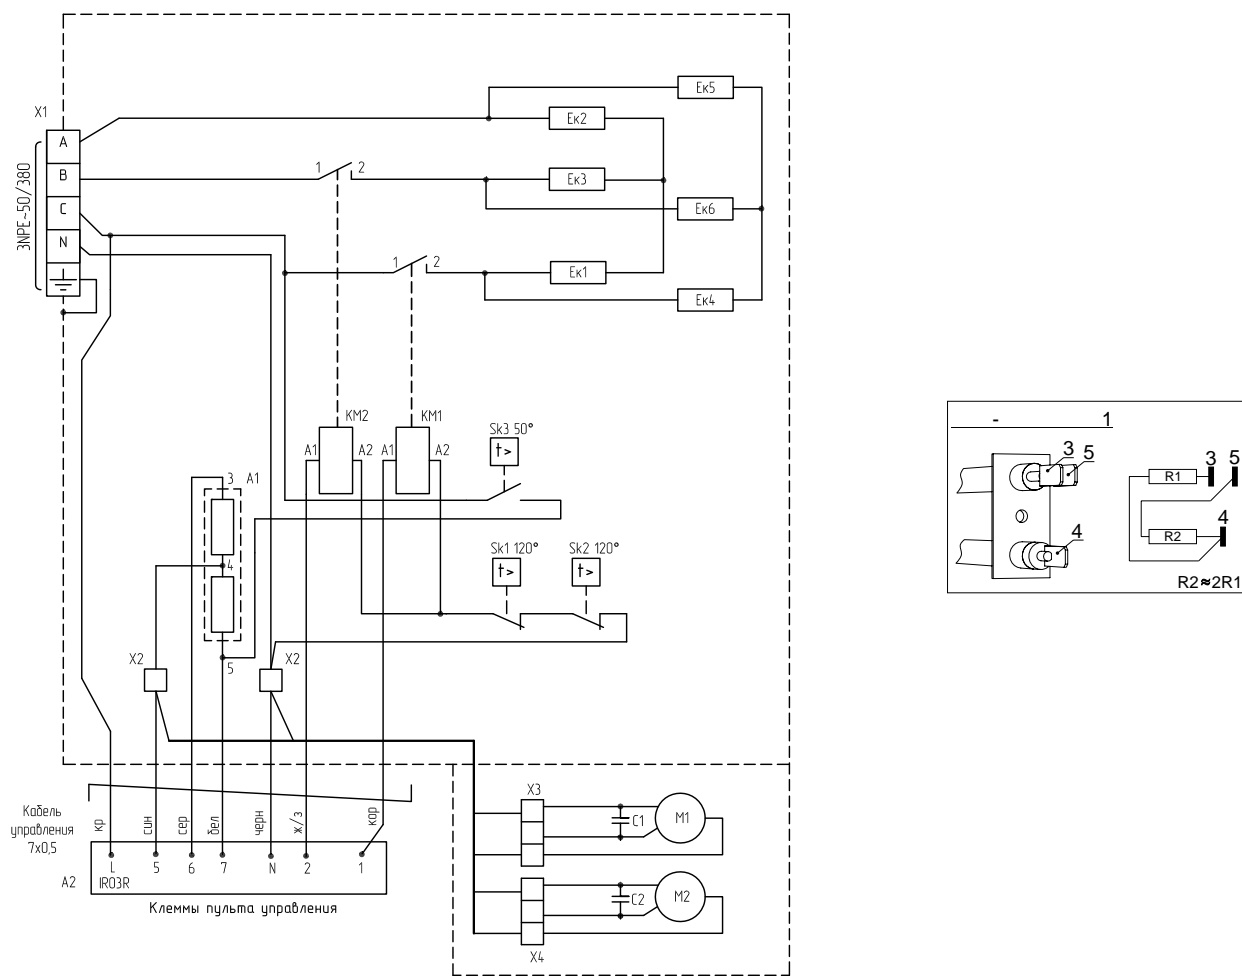 X1
A
B
C
N
3NPE~50/380
Ек5
Ек2
1 2
Ек3
Ек6
1 2
Ек1
Ек4
KM2
KM1
A1 A2 A1 A2
Sk3 50°
t>
3 A1
4
5
Sk1 120°
Sk2 120°
t>
t>
X2
X2
Кабель
управления
7x0,5
кр
син
сер
бел
черн
ж/з
кор
L 5 6 7 N 2 1
A2
IR03R
Клеммы пульта управления
X3
C1
M1
C2
M2
X4
- 1
3 5
4
R1 3 5
R2 4
R2≈2R1